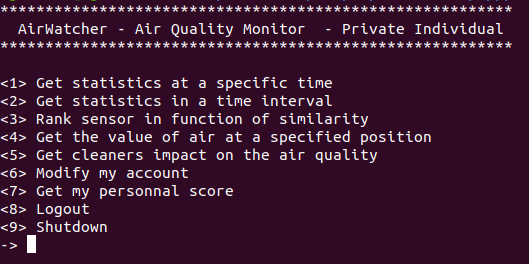 *********************************************************
AirWatcher - Air Quality Monitor  - Private Individual
*********************************************************
<1> Get statistics at a specific time
<2> Get statistics in a time interval
<3> Rank sensor in function of similarity
<4> Get the value of air at a specified position
<5> Get cleaners impact on the air quality
<6> Modify my account
<7> Get my personnal score
<8> Logout
<9> Shutdown
->